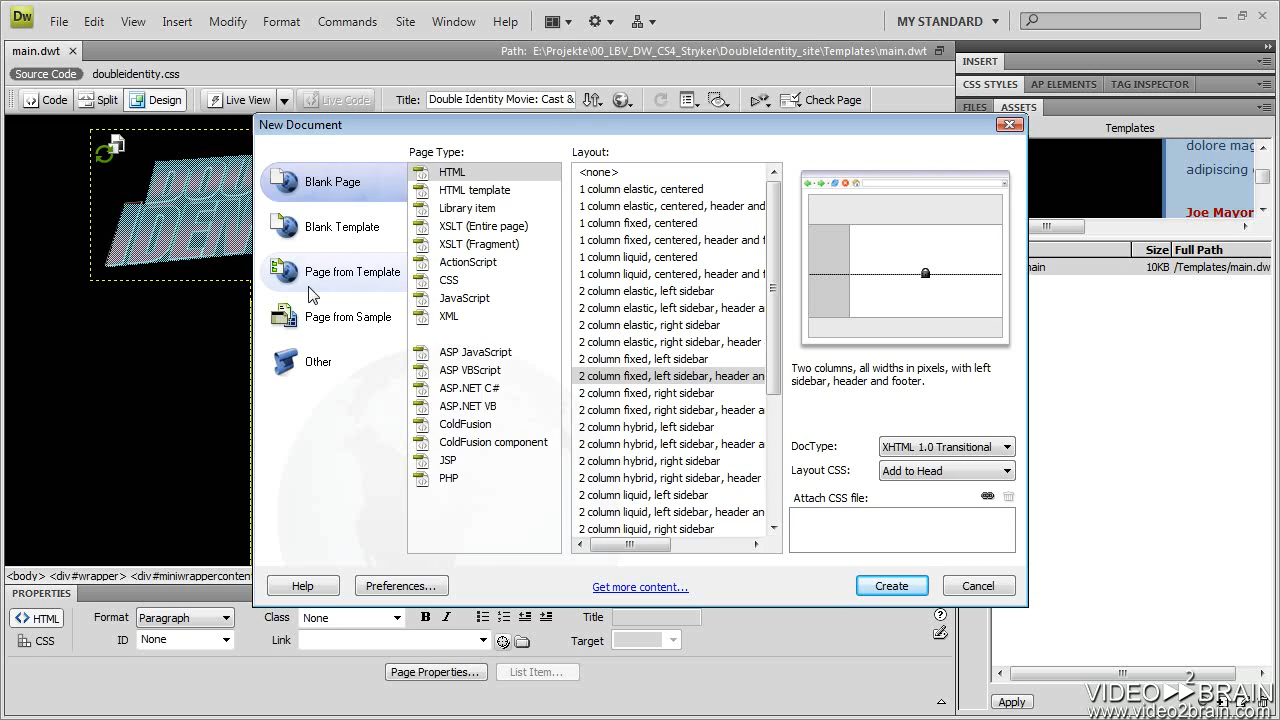 Dw File Edit View Insert Modify Format Commands Site Window Help MY STANDARD
main.dwt Path: E:\Projekte\00_LBV_DW_CS4_Stryker\DoubleIdentity_site\Templates\main.dwt
Source Code doubleidentity.css
Code Split Design Live View Live Code Title: Double Identity Movie: Cast & Check Page
INSERT
CSS STYLES AP ELEMENTS TAG INSPECTOR
FILES ASSETS
Templates
dolore mag
adipiscing
Joe Mayor
Size Full Path
main 10KB /Templates/main.dw
New Document
Blank Page
Blank Template
Page from Template
Page from Sample
Other
Page Type:
HTML
HTML template
Library item
XSLT (Entire page)
XSLT (Fragment)
ActionScript
CSS
JavaScript
XML
ASP JavaScript
ASP VBScript
ASP.NET C#
ASP.NET VB
ColdFusion
ColdFusion component
JSP
PHP
Layout:
<none>
1 column elastic, centered
1 column elastic, centered, header and
1 column fixed, centered
1 column fixed, centered, header and f
1 column liquid, centered
1 column liquid, centered, header and f
2 column elastic, left sidebar
2 column elastic, left sidebar, header an
2 column elastic, right sidebar
2 column elastic, right sidebar, header
2 column fixed, left sidebar
2 column fixed, left sidebar, header an
2 column fixed, right sidebar
2 column fixed, right sidebar, header a
2 column hybrid, left sidebar
2 column hybrid, left sidebar, header an
2 column hybrid, right sidebar
2 column hybrid, right sidebar, header
2 column liquid, left sidebar
2 column liquid, left sidebar, header an
2 column liquid, right sidebar
Two columns, all widths in pixels, with left
sidebar, header and footer.
DocType: XHTML 1.0 Transitional
Layout CSS: Add to Head
Attach CSS file:
Help Preferences... Get more content... Create Cancel
<body> <div#wrapper> <div#miniwrappercontent
PROPERTIES
HTML Format Paragraph Class None B I Title
CSS ID None Link Target
Page Properties... List Item...
Apply
VIDEO2BRAIN
www.video2brain.com